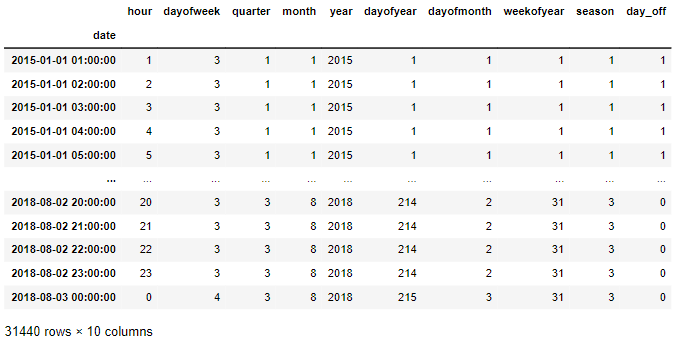 hour dayofweek quarter month year dayofyear dayofmonth weekofyear season day_off
date
2015-01-01 01:00:00 1 3 1 1 2015 1 1 1 1 1
2015-01-01 02:00:00 2 3 1 1 2015 1 1 1 1 1
2015-01-01 03:00:00 3 3 1 1 2015 1 1 1 1 1
2015-01-01 04:00:00 4 3 1 1 2015 1 1 1 1 1
2015-01-01 05:00:00 5 3 1 1 2015 1 1 1 1 1
... ... ... ... ... ... ... ... ... ... ...
2018-08-02 20:00:00 20 3 3 8 2018 214 2 31 3 0
2018-08-02 21:00:00 21 3 3 8 2018 214 2 31 3 0
2018-08-02 22:00:00 22 3 3 8 2018 214 2 31 3 0
2018-08-02 23:00:00 23 3 3 8 2018 214 2 31 3 0
2018-08-03 00:00:00 0 4 3 8 2018 215 3 31 3 0
31440 rows × 10 columns